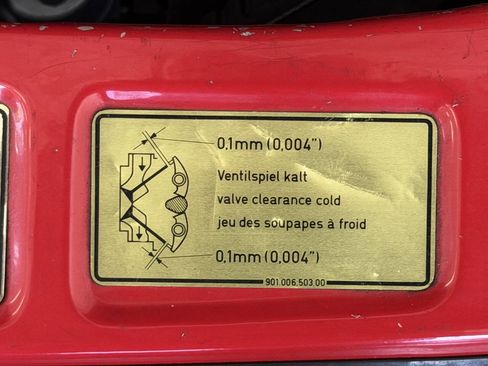 0,1mm (0,004")
Ventilspiel kalt
valve clearance cold
jeu des soupapes à froid
0,1mm (0,004")
901.006.503.00